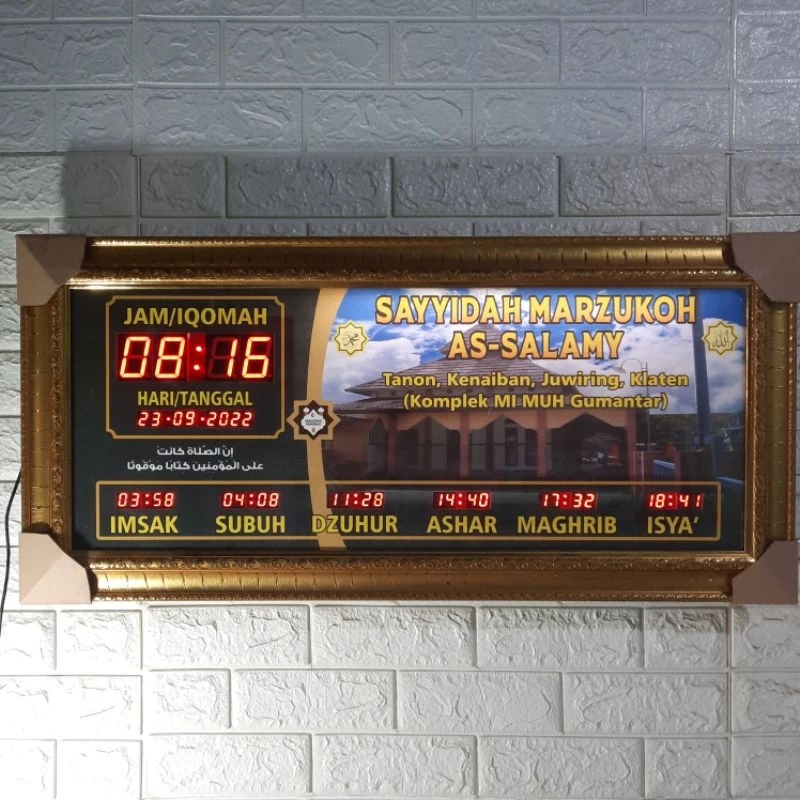 JAM/IQOMAH
08:16
HARI/TANGGAL
23-09-2022
إن الصلاة كانت
على المؤمنين كتابا موقوتا
SAYYIDAH MARZUKOH
AS-SALAMY
Tanon, Kenaiban, Juwiring, Klaten
(Komplek MI MUH Gumantar)
محمد
الله
03:58 04:08 11:28 14:40 17:32 18:41
IMSAK SUBUH DZUHUR ASHAR MAGHRIB ISYA'